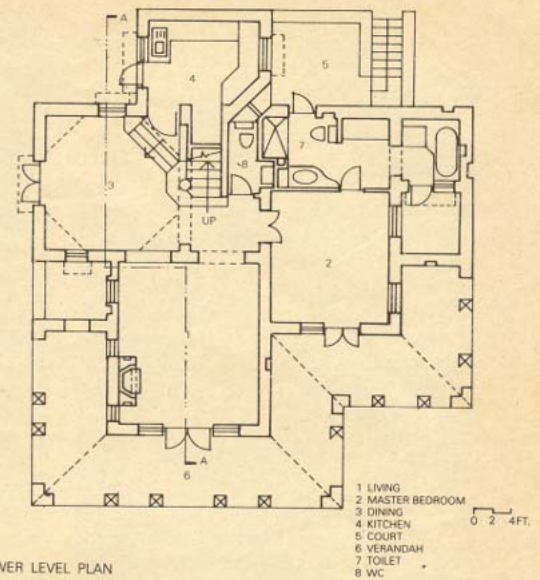 A
4
5
7
3
8
UP
2
A
6
1 LIVING
2 MASTER BEDROOM
3 DINING
4 KITCHEN
5 COURT
6 VERANDAH
7 TOILET
8 WC
0 2 4FT.
WER LEVEL PLAN